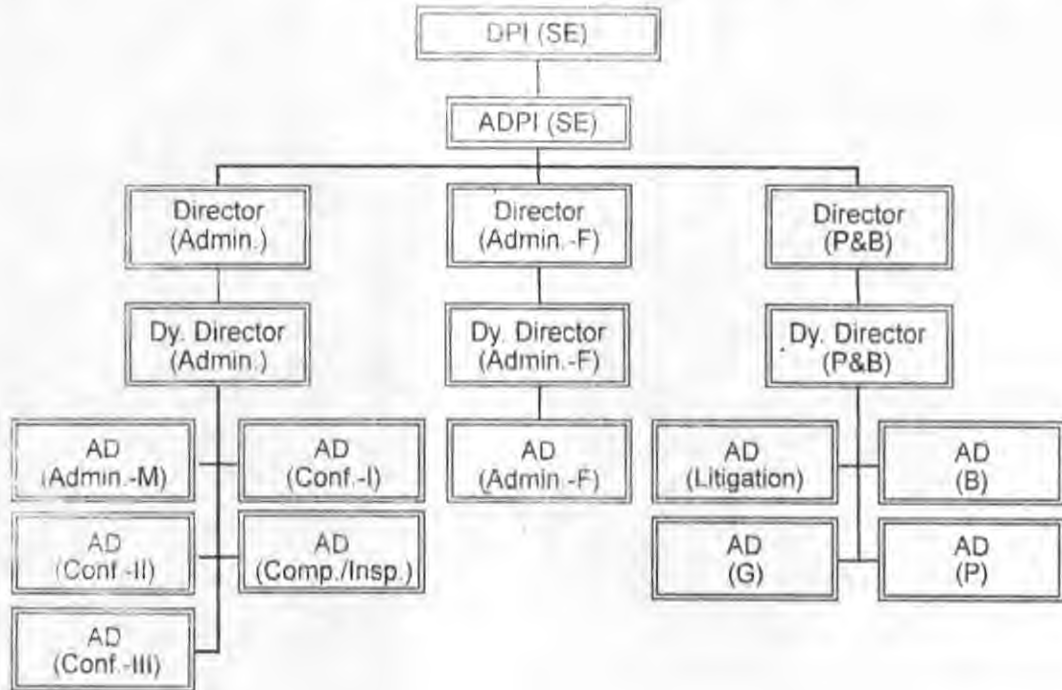 DPI (SE)
ADPI (SE)
Director
(Admin.)
Director
(Admin.-F)
Director
(P&B)
Dy. Director
(Admin.)
Dy. Director
(Admin.-F)
Dy. Director
(P&B)
AD
(Admin.-M)
AD
(Conf.-I)
AD
(Admin.-F)
AD
(Litigation)
AD
(B)
AD
(Conf.-II)
AD
(Comp./Insp.)
AD
(G)
AD
(P)
AD
(Conf.-III)